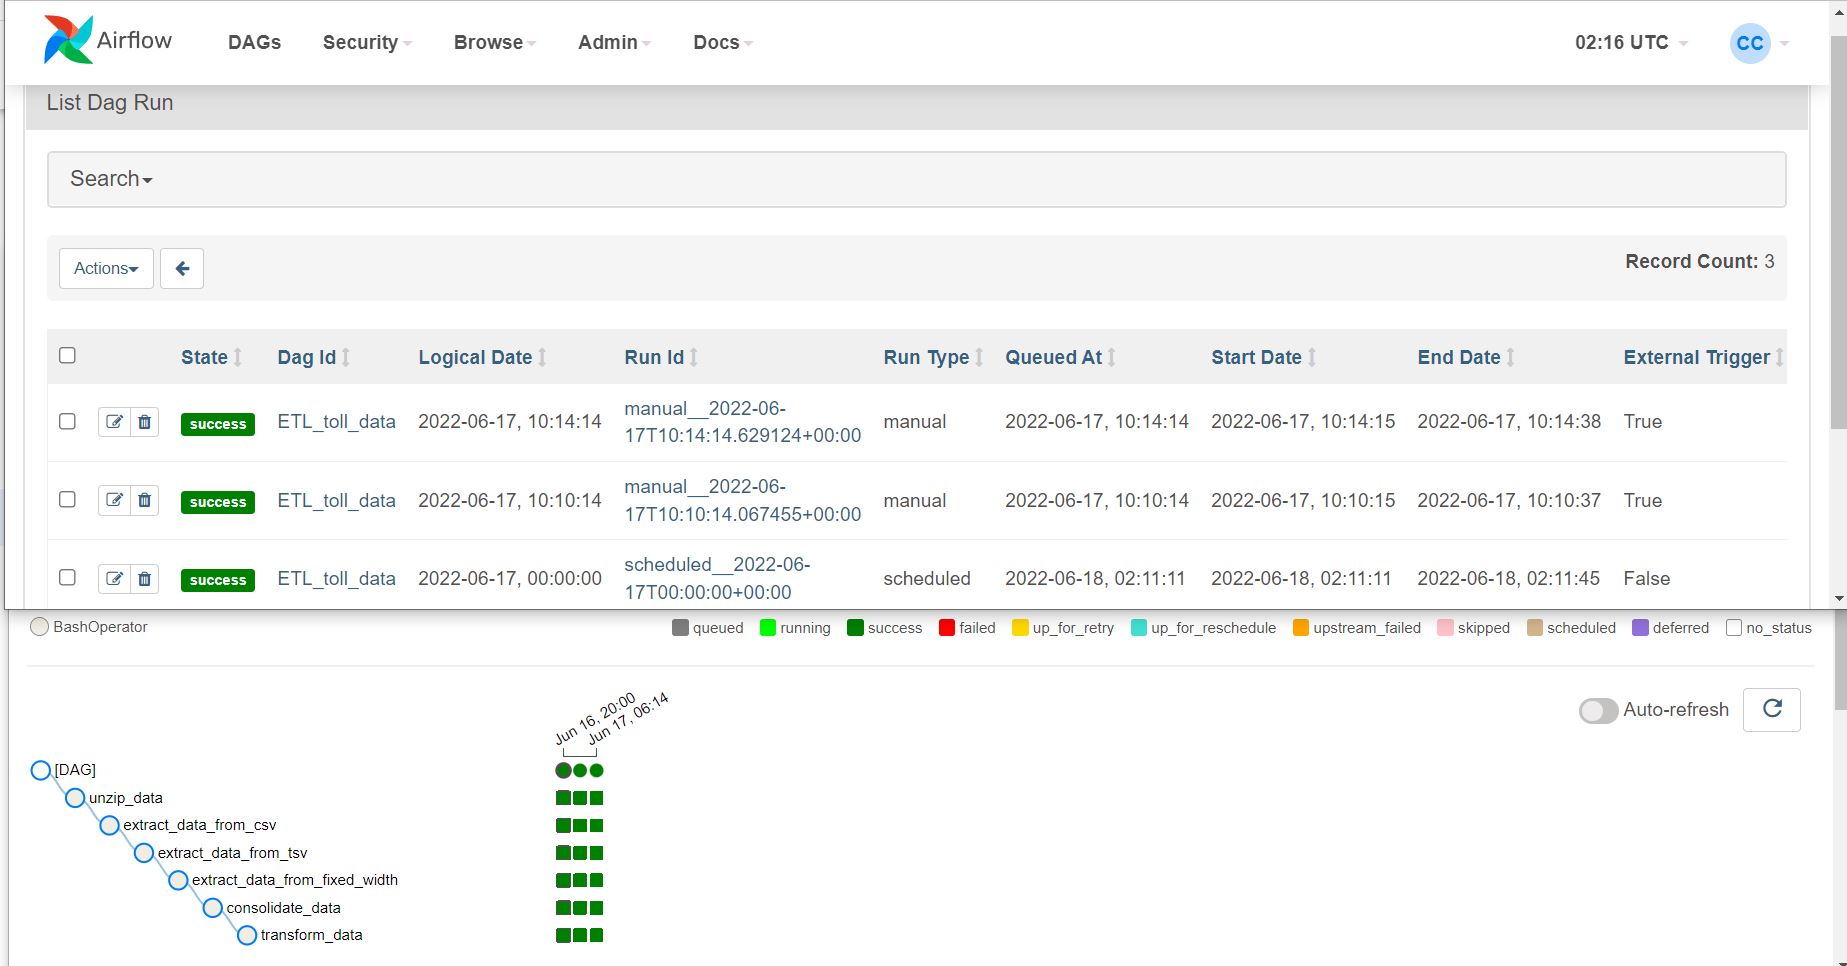 Airflow DAGs Security Browse Admin Docs 02:16 UTC CC
List Dag Run
Search
Actions Record Count: 3
State Dag Id Logical Date Run Id Run Type Queued At Start Date End Date External Trigger
success ETL_toll_data 2022-06-17, 10:14:14 manual__2022-06-17T10:14:14.629124+00:00 manual 2022-06-17, 10:14:14 2022-06-17, 10:14:15 2022-06-17, 10:14:38 True
success ETL_toll_data 2022-06-17, 10:10:14 manual__2022-06-17T10:10:14.067455+00:00 manual 2022-06-17, 10:10:14 2022-06-17, 10:10:15 2022-06-17, 10:10:37 True
success ETL_toll_data 2022-06-17, 00:00:00 scheduled__2022-06-17T00:00:00+00:00 scheduled 2022-06-18, 02:11:11 2022-06-18, 02:11:11 2022-06-18, 02:11:45 False
BashOperator queued running success failed up_for_retry up_for_reschedule upstream_failed skipped scheduled deferred no_status
Jun 16, 20:00
Jun 17, 06:14
Auto-refresh
[DAG]
unzip_data
extract_data_from_csv
extract_data_from_tsv
extract_data_from_fixed_width
consolidate_data
transform_data